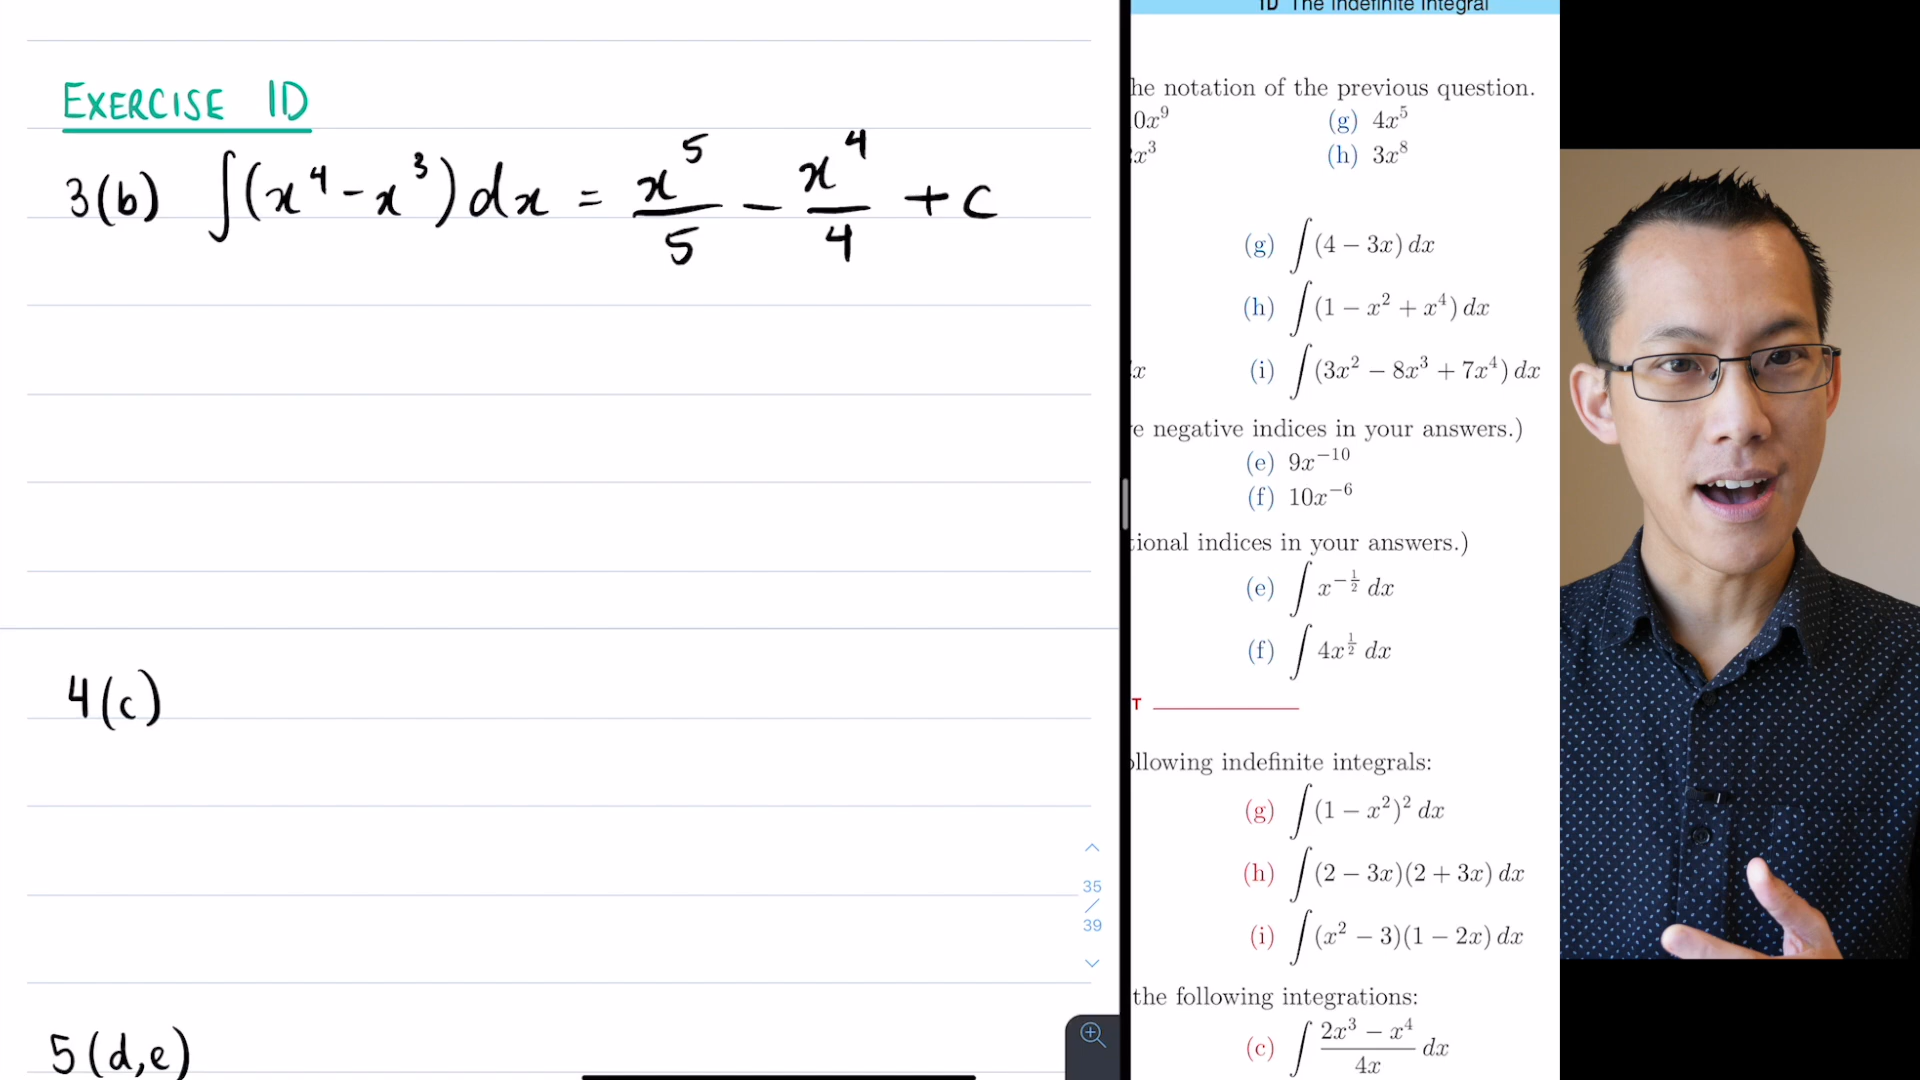 EXERCISE 1D
3(b) ∫(x⁴ - x³) dx = x⁵/5 - x⁴/4 + c
4(c)
5(d,e)
35
/
39
1D The Indefinite Integral
he notation of the previous question.
0x⁹ (g) 4x⁵
x³ (h) 3x⁸
(g) ∫(4 − 3x) dx
(h) ∫(1 − x² + x⁴) dx
x (i) ∫(3x² − 8x³ + 7x⁴) dx
e negative indices in your answers.)
(e) 9x⁻¹⁰
(f) 10x⁻⁶
tional indices in your answers.)
(e) ∫ x^(−1/2) dx
(f) ∫ 4x^(1/2) dx
T
ollowing indefinite integrals:
(g) ∫(1 − x²)² dx
(h) ∫(2 − 3x)(2 + 3x) dx
(i) ∫(x² − 3)(1 − 2x) dx
the following integrations:
(c) ∫ (2x³ − x⁴)/4x dx